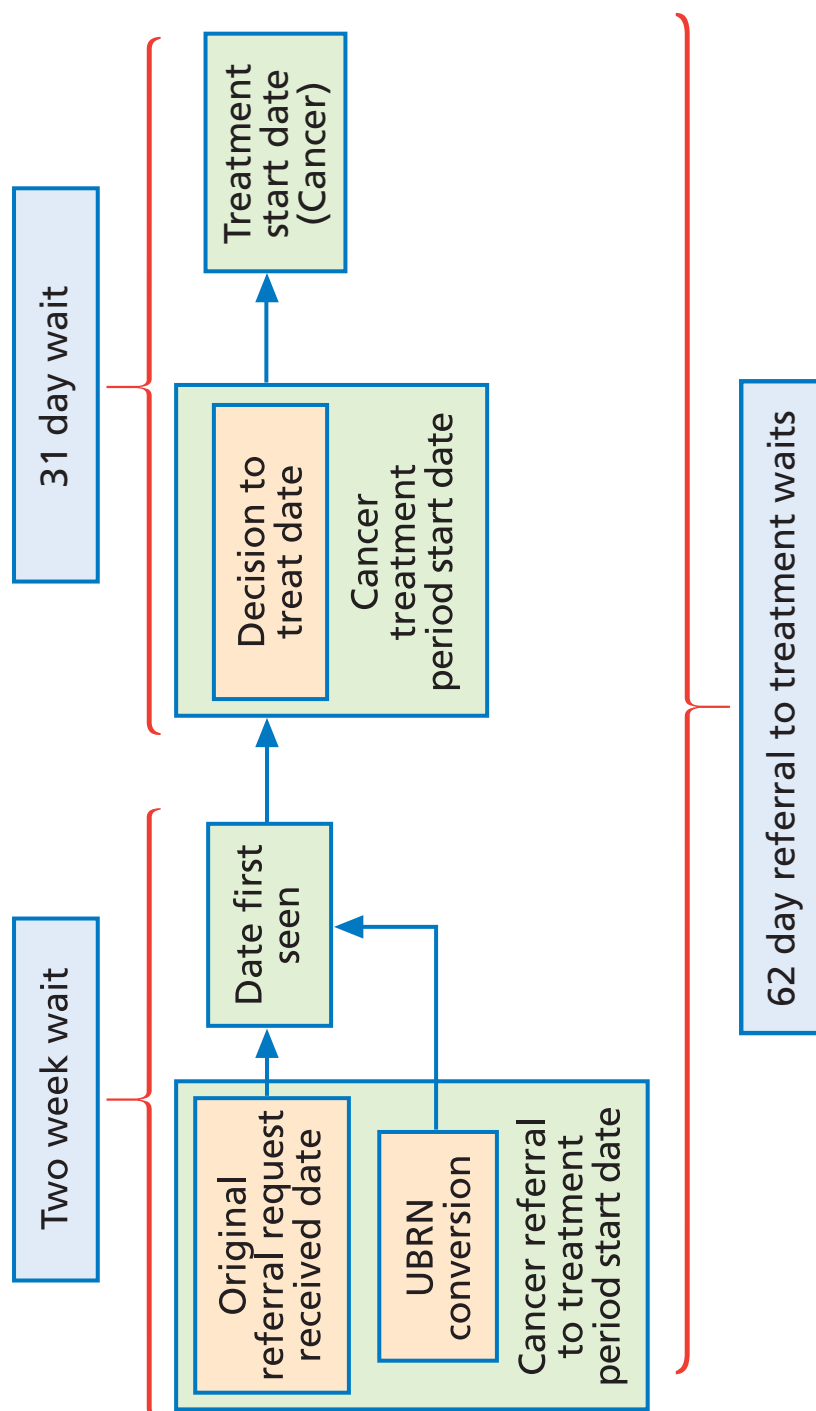 Two week wait
31 day wait
Original
referral request
received date
UBRN
conversion
Cancer referral
to treatment
period start date
Date first
seen
Decision to
treat date
Cancer
treatment
period start date
Treatment
start date
(Cancer)
62 day referral to treatment waits